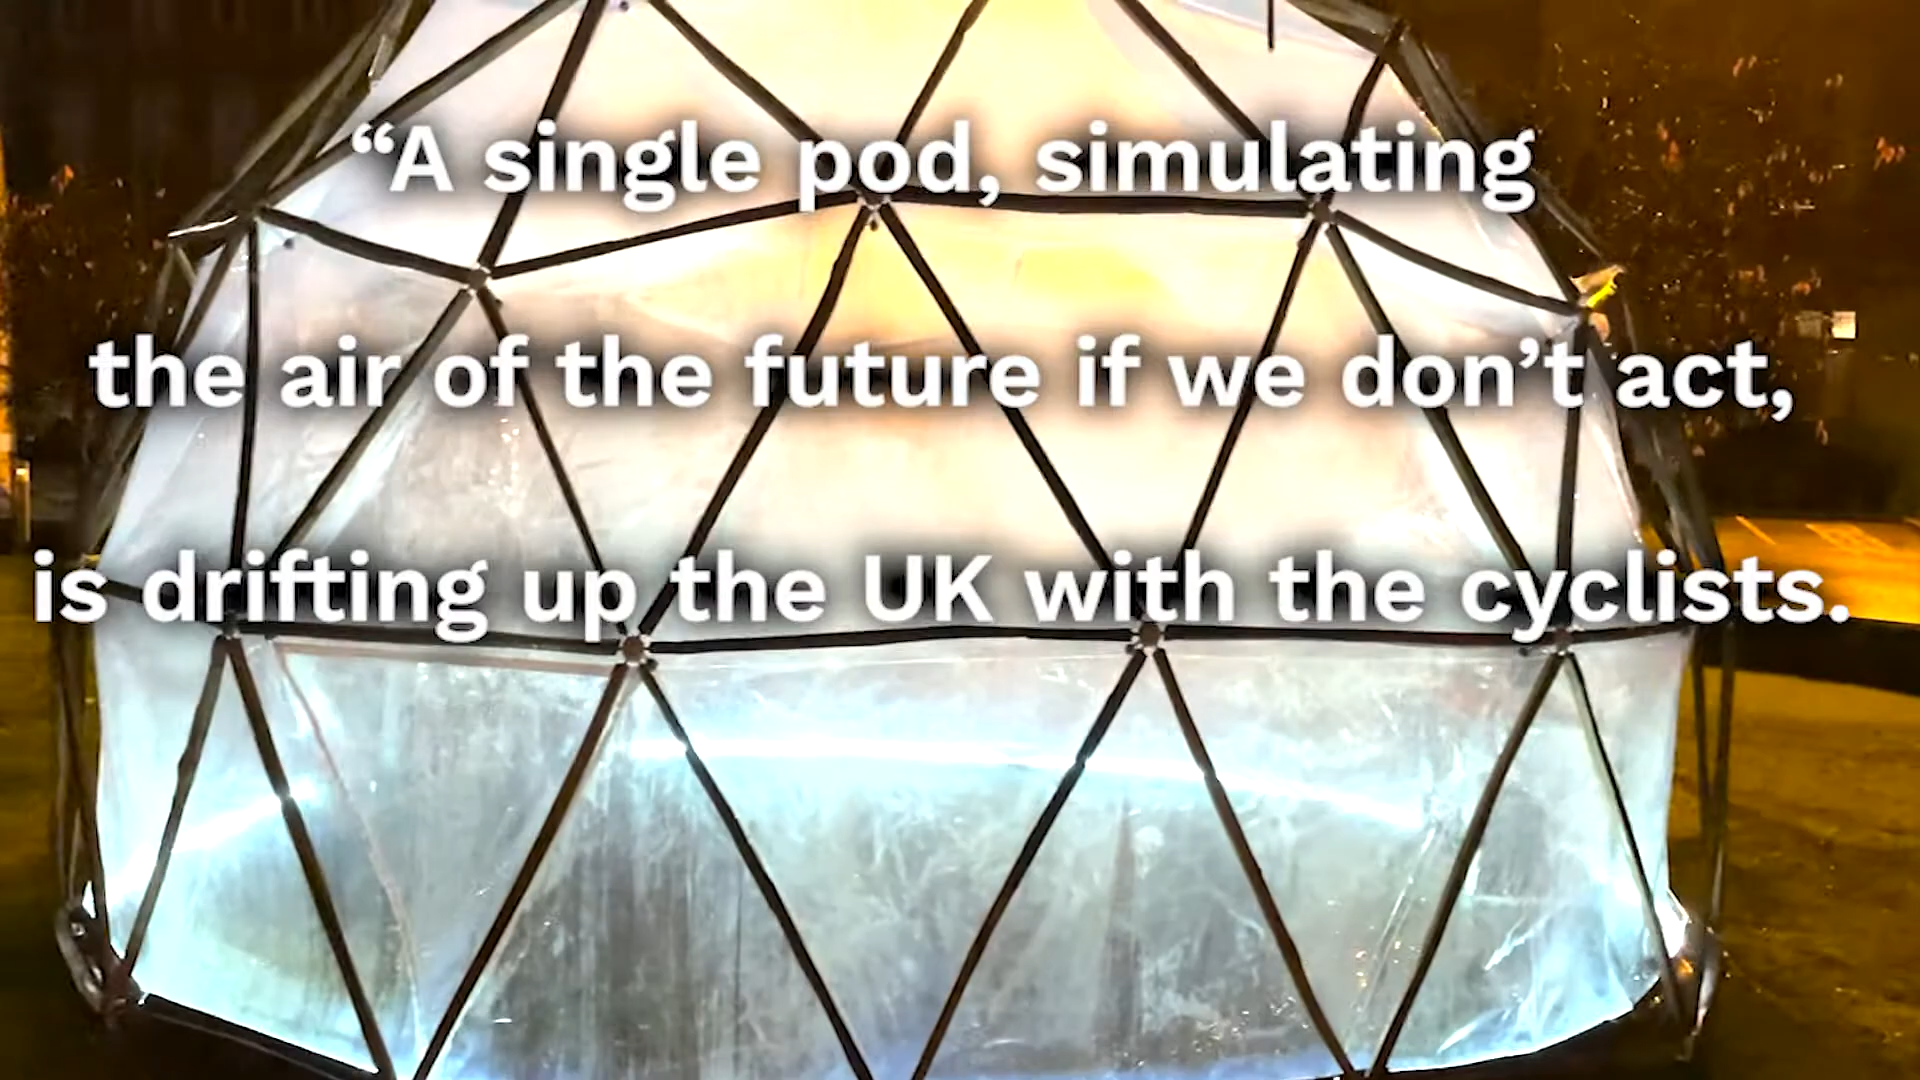 “A single pod, simulating
the air of the future if we don’t act,
is drifting up the UK with the cyclists.